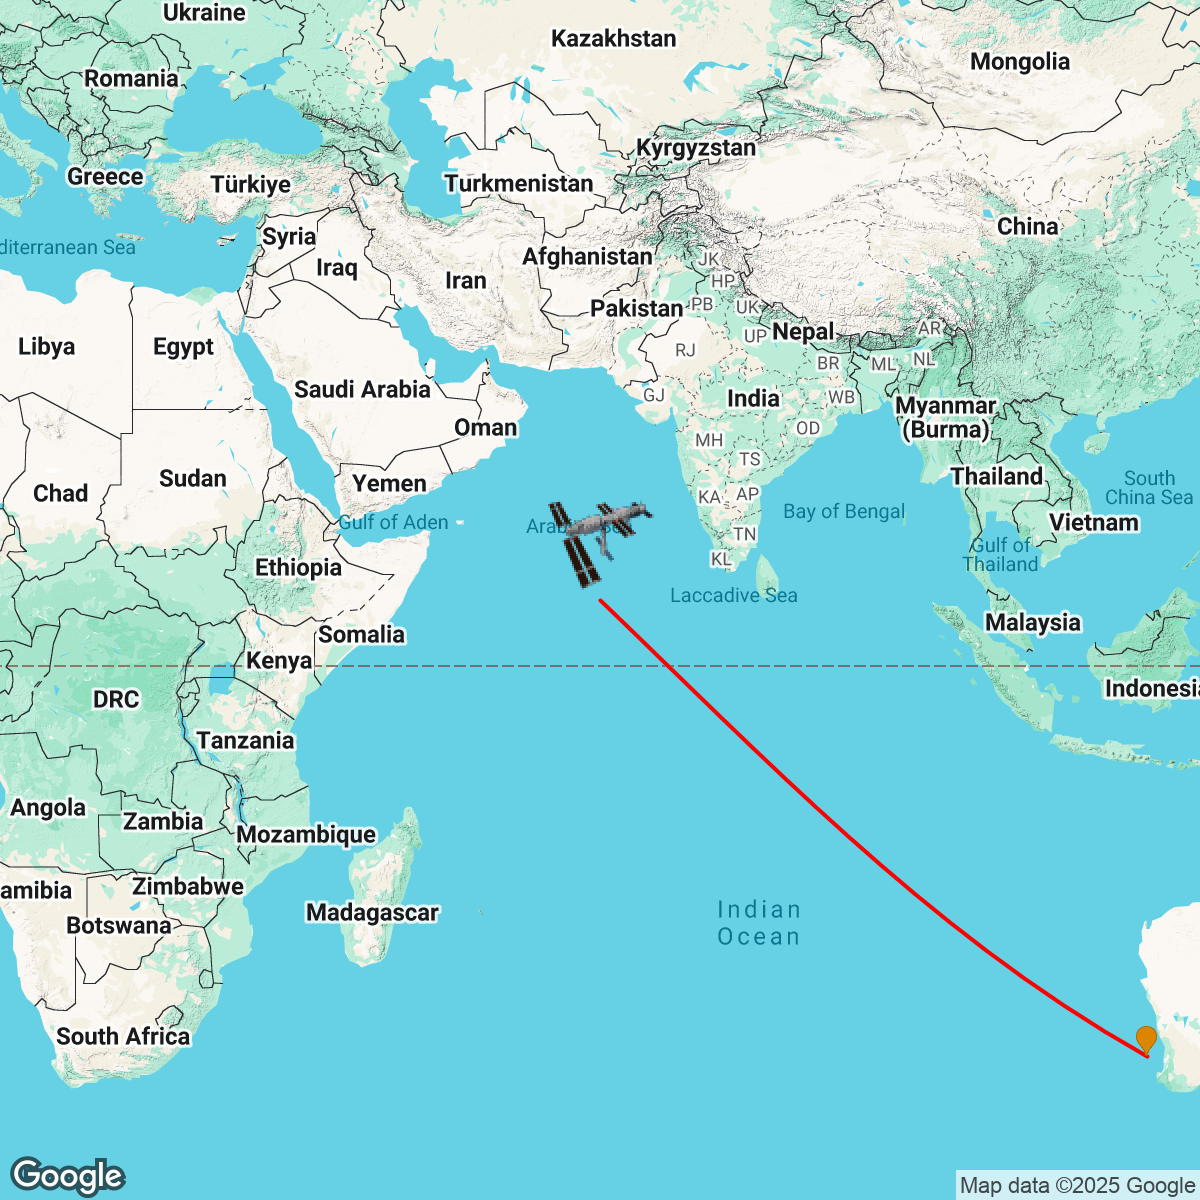 Ukraine
Kazakhstan
Mongolia
Romania
Kyrgyzstan
Greece
Türkiye
Turkmenistan
China
Syria
diterranean Sea
Afghanistan
JK
Iraq
Iran
HP
Pakistan
PB
UK
Nepal
AR
UP
Libya
Egypt
RJ
BR
ML
NL
Saudi Arabia
GJ
India
WB
Myanmar
(Burma)
Oman
OD
MH
TS
Thailand
South
China Sea
Chad
Sudan
Yemen
KA
AP
Bay of Bengal
Gulf of Aden
Arab
Vietnam
TN
Gulf of
Thailand
KL
Ethiopia
Laccadive Sea
Malaysia
Somalia
Kenya
Indonesia
DRC
Tanzania
Angola
Zambia
Mozambique
amibia
Zimbabwe
Botswana
Madagascar
Indian
Ocean
South Africa
Google
Map data ©2025 Google